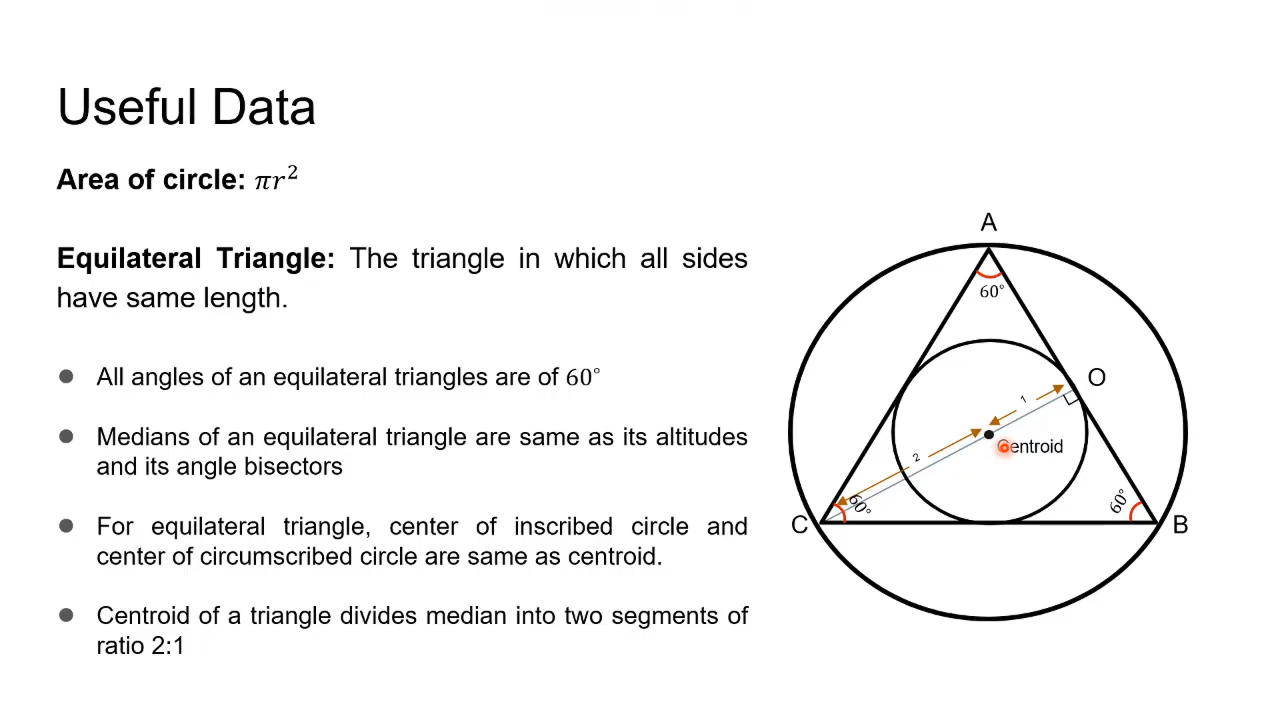 Useful Data
Area of circle: 𝜋𝑟²
Equilateral Triangle: The triangle in which all sides
have same length.
● All angles of an equilateral triangles are of 60°
● Medians of an equilateral triangle are same as its altitudes
and its angle bisectors
● For equilateral triangle, center of inscribed circle and
center of circumscribed circle are same as centroid.
● Centroid of a triangle divides median into two segments of
ratio 2:1
A
60°
O
1
Centroid
2
60°
60°
C
B